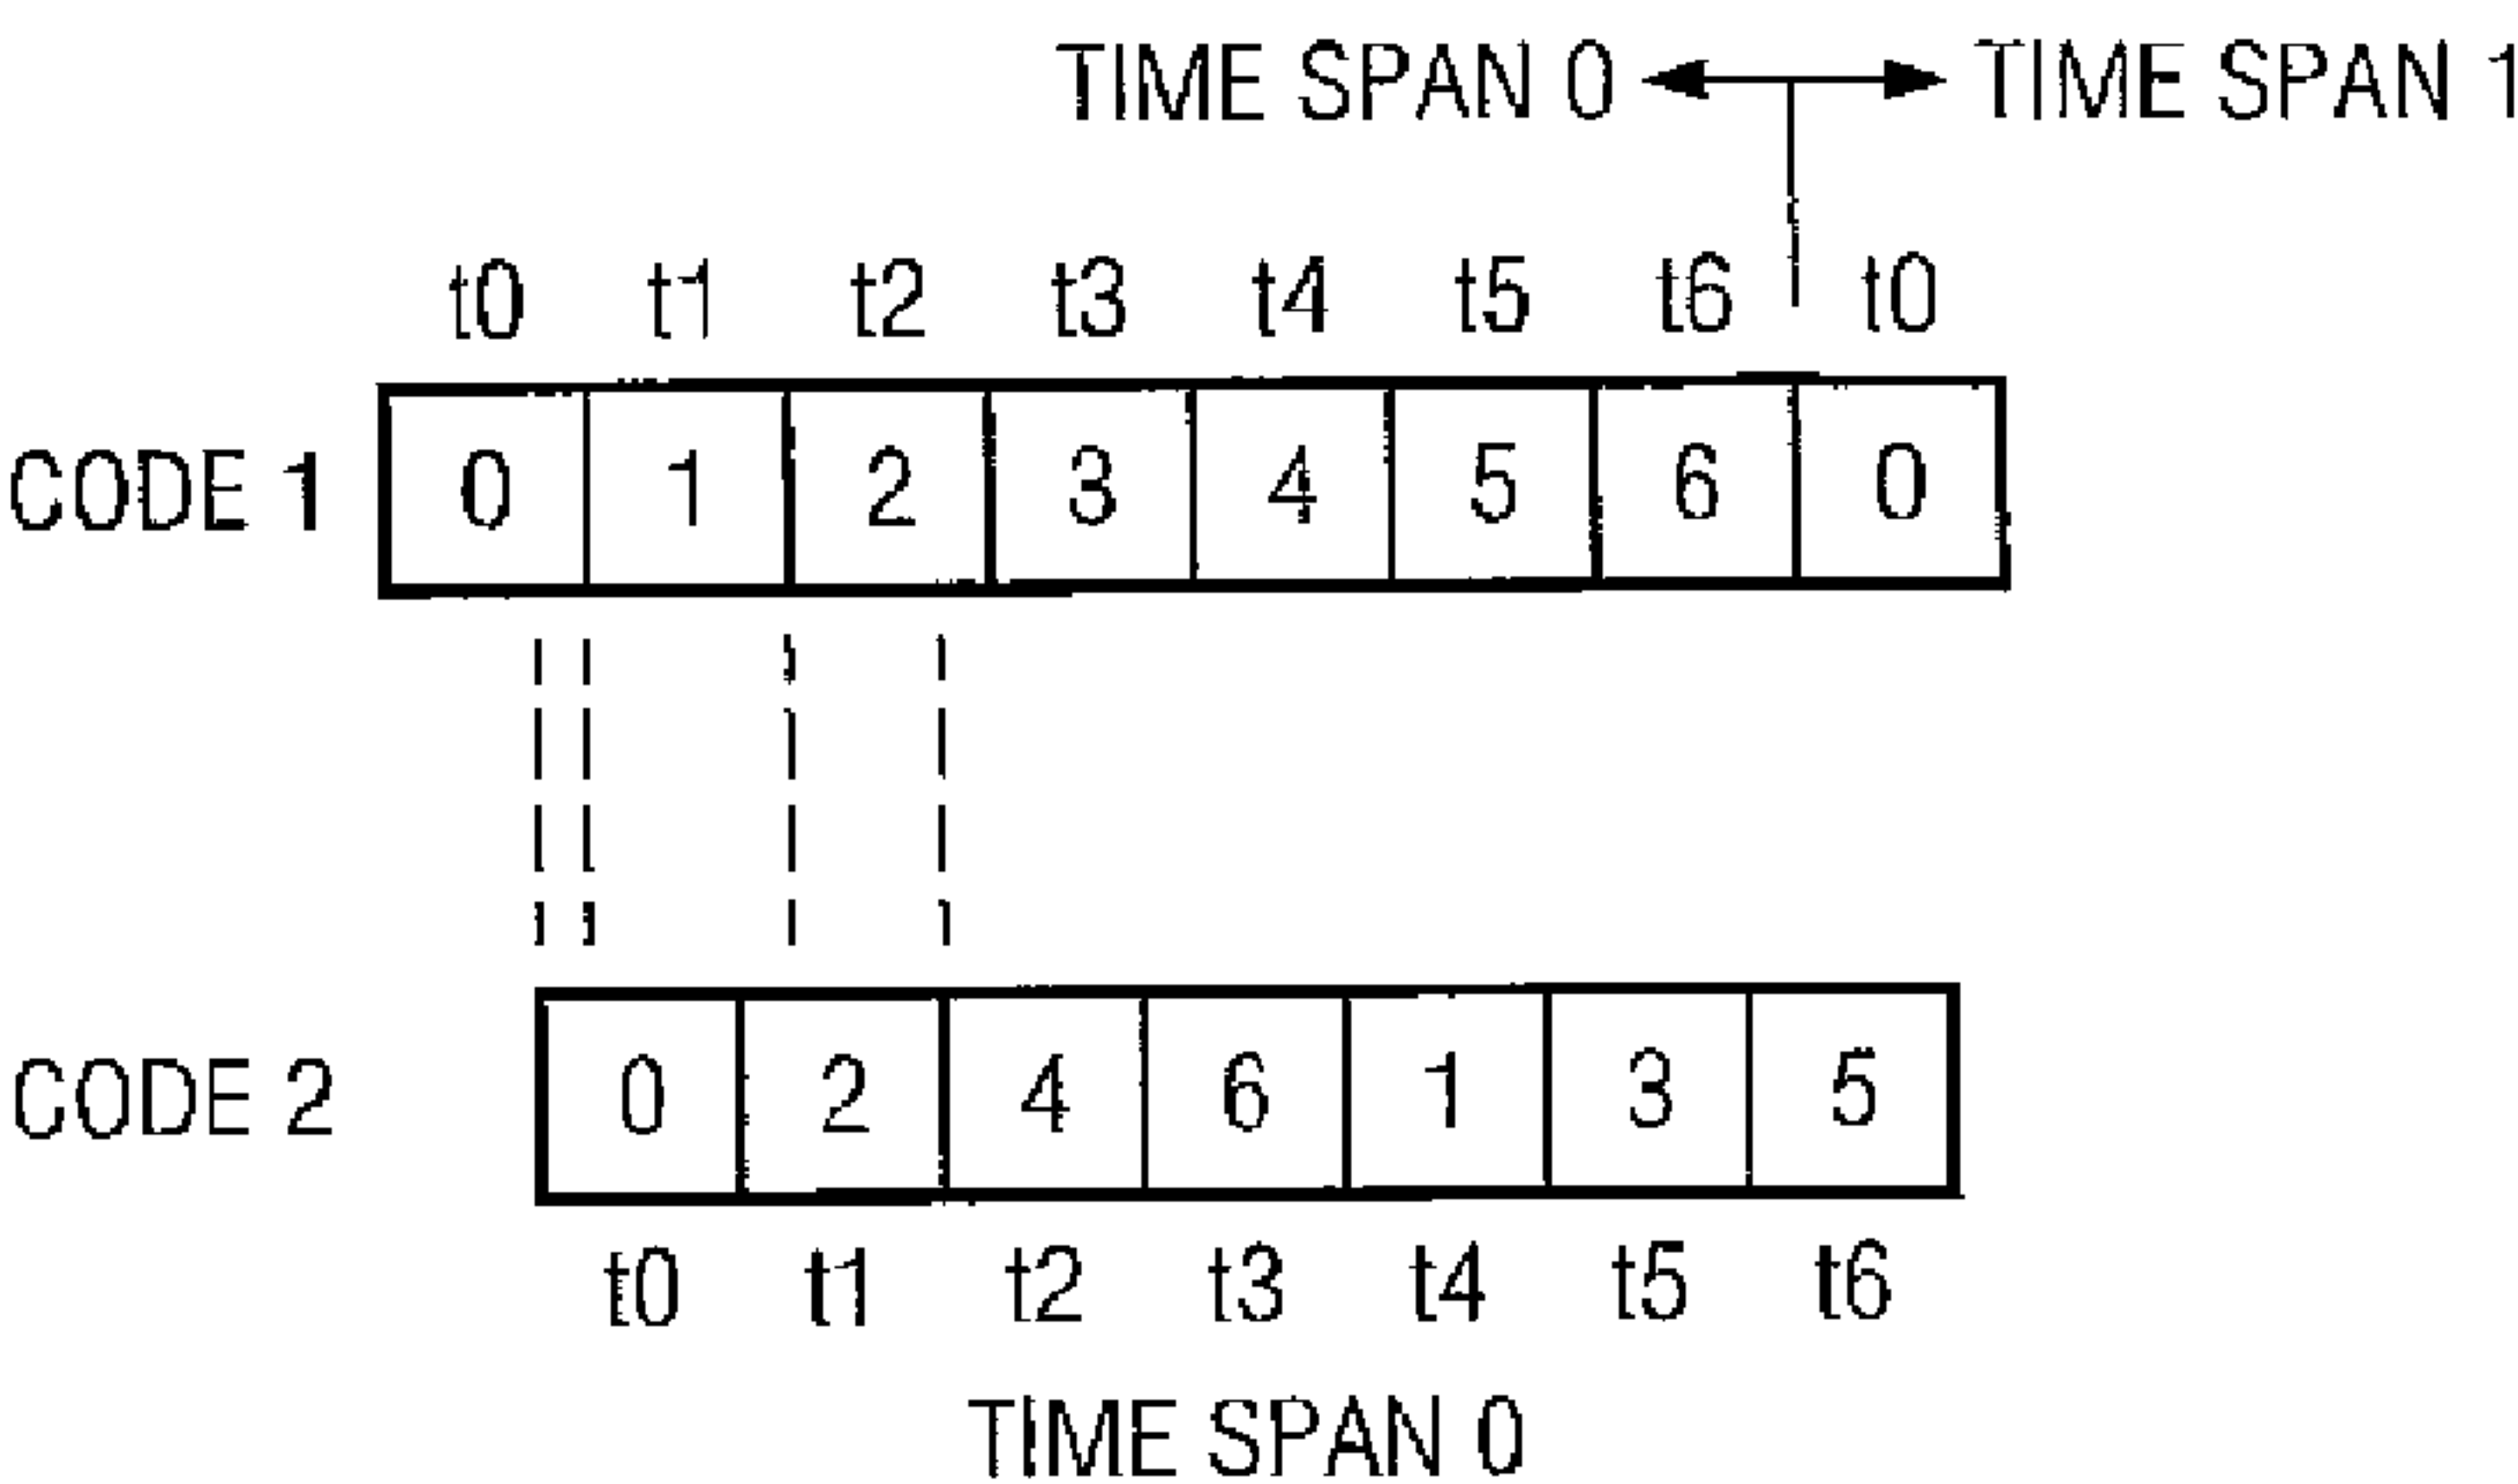 TIME SPAN 0 TIME SPAN 1
t0 t1 t2 t3 t4 t5 t6 t0
CODE 1 0 1 2 3 4 5 6 0
CODE 2 0 2 4 6 1 3 5
t0 t1 t2 t3 t4 t5 t6
TIME SPAN 0